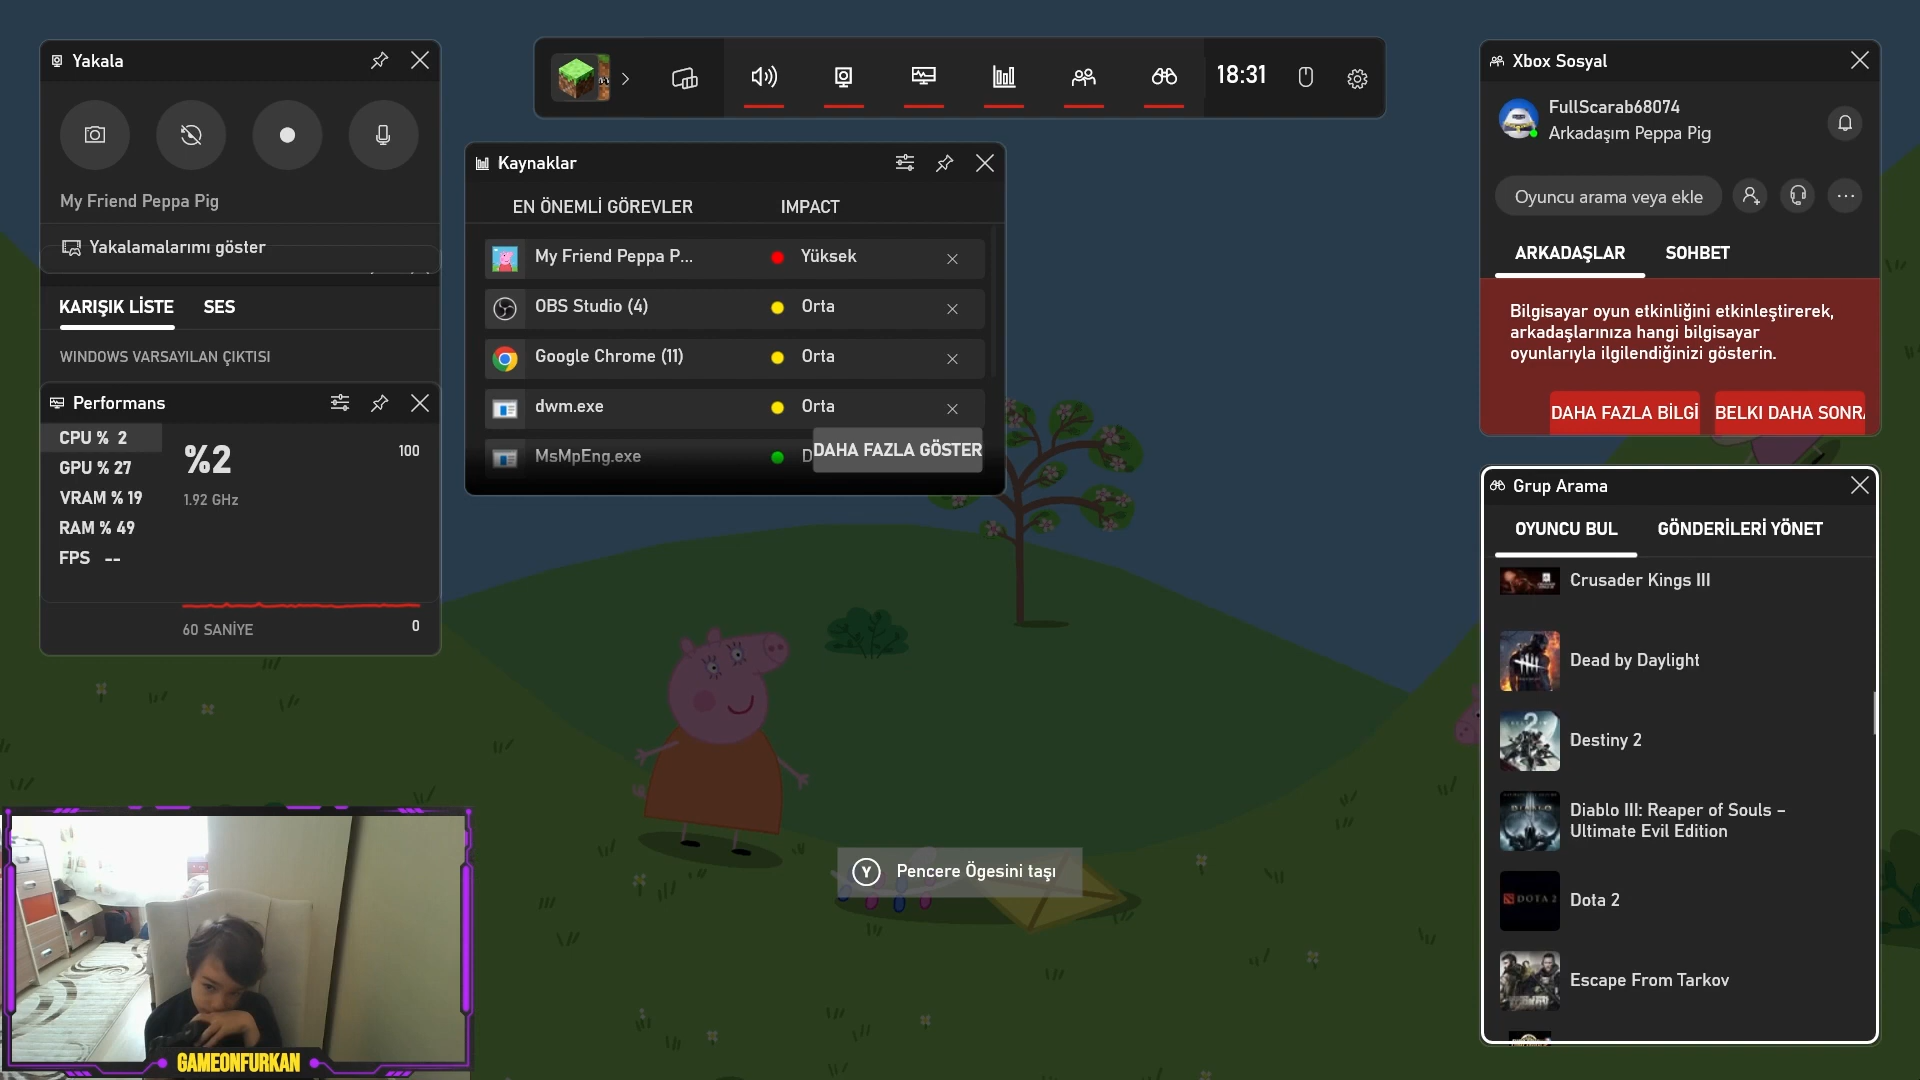 Yakala
My Friend Peppa Pig
Yakalamalarımı göster
KARIŞIK LİSTE
SES
WINDOWS VARSAYILAN ÇIKTISI
Performans
CPU % 2
GPU % 27
VRAM % 19
RAM % 49
FPS --
%2
100
1.92 GHz
60 SANİYE
0
18:31
Kaynaklar
EN ÖNEMLİ GÖREVLER
IMPACT
My Friend Peppa P...
Yüksek
OBS Studio (4)
Orta
Google Chrome (11)
Orta
dwm.exe
Orta
MsMpEng.exe
D
DAHA FAZLA GÖSTER
Xbox Sosyal
FullScarab68074
Arkadaşım Peppa Pig
Oyuncu arama veya ekle
ARKADAŞLAR
SOHBET
Bilgisayar oyun etkinliğini etkinleştirerek,
arkadaşlarınıza hangi bilgisayar
oyunlarıyla ilgilendiğinizi gösterin.
DAHA FAZLA BİLGİ
BELKI DAHA SONRA
Grup Arama
OYUNCU BUL
GÖNDERİLERİ YÖNET
Crusader Kings III
Dead by Daylight
Destiny 2
Diablo III: Reaper of Souls –
Ultimate Evil Edition
DOTA 2
Dota 2
Escape From Tarkov
Y
Pencere Ögesini taşı
GAMEONFURKAN